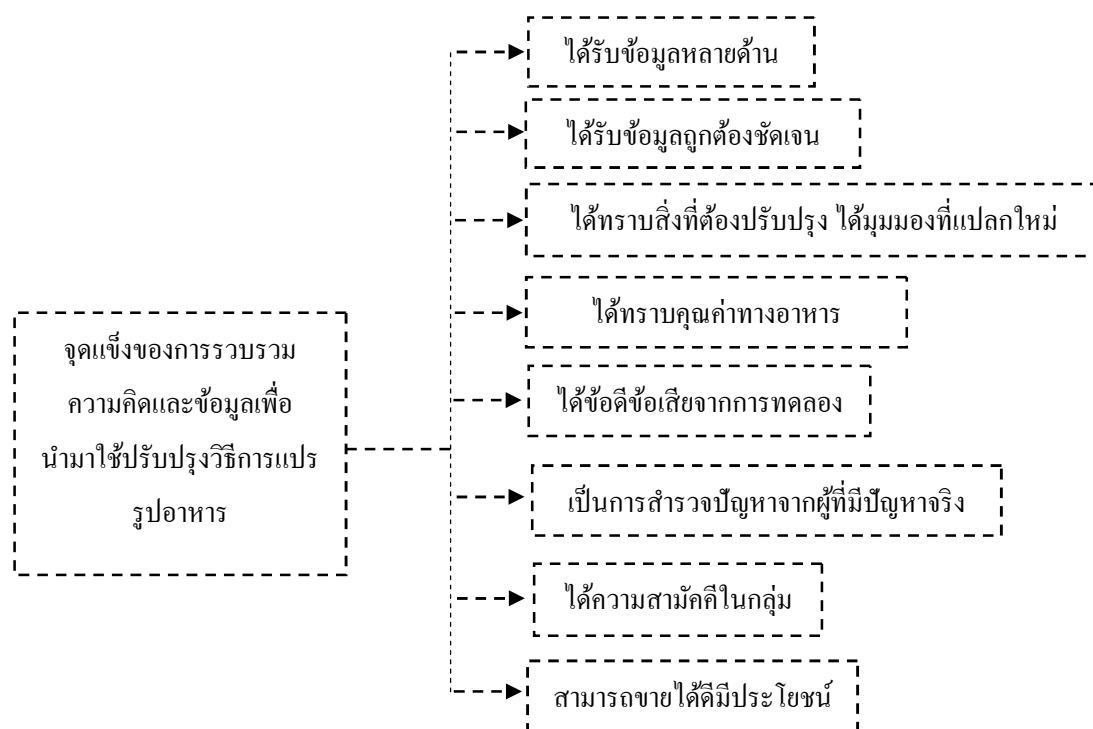 ได้รับข้อมูลหลายด้าน
ได้รับข้อมูลถูกต้องชัดเจน
ได้ทราบสิ่งที่ต้องปรับปรุง ได้มุมมองที่แปลกใหม่
ได้ทราบคุณค่าทางอาหาร
จุดแข็งของการรวบรวม
ความคิดและข้อมูลเพื่อ
นำมาใช้ปรับปรุงวิธีการแปร
รูปอาหาร
ได้ข้อดีข้อเสียจากการทดลอง
เป็นการสำรวจปัญหาจากผู้ที่มีปัญหาจริง
ได้ความสามัคคีในกลุ่ม
สามารถขายได้ดีมีประโยชน์